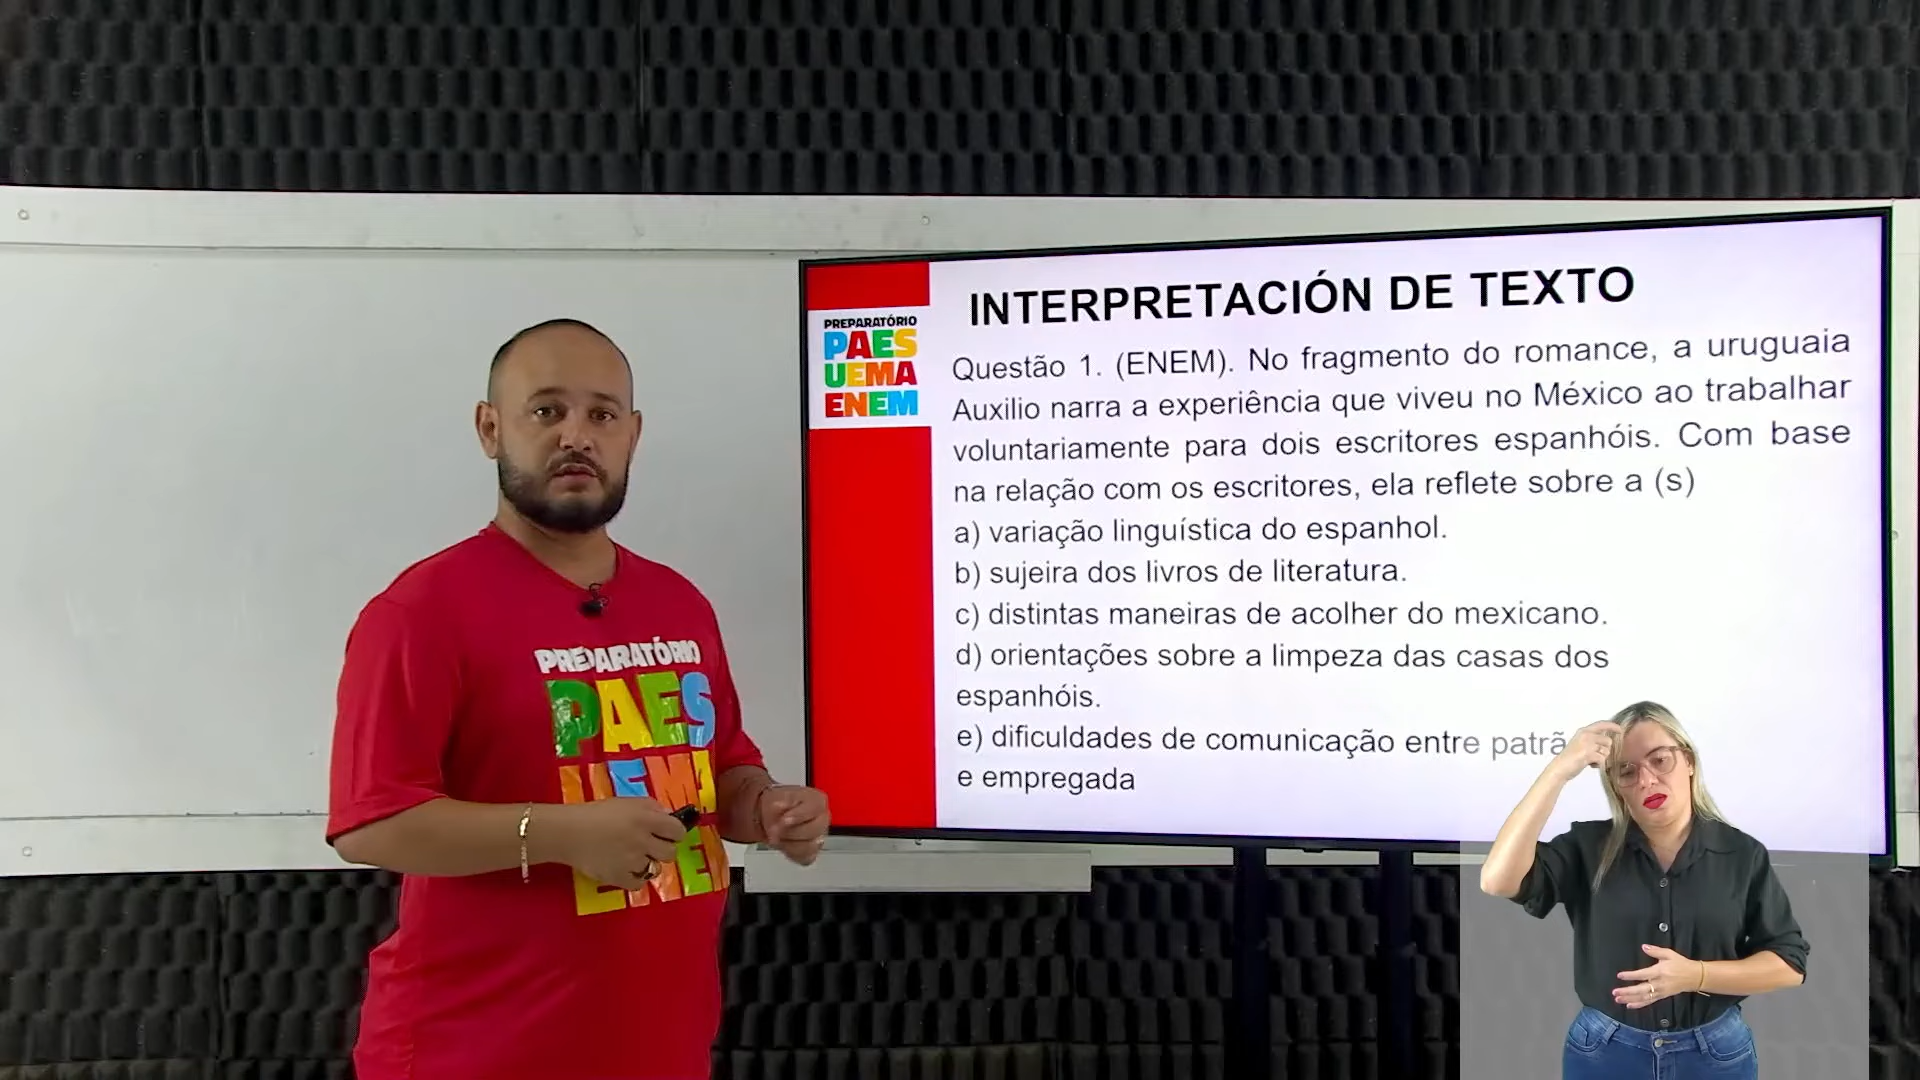 INTERPRETACIÓN DE TEXTO
PREPARATÓRIO
PAES
UEMA
ENEM
Questão 1. (ENEM). No fragmento do romance, a uruguaia
Auxilio narra a experiência que viveu no México ao trabalhar
voluntariamente para dois escritores espanhóis. Com base
na relação com os escritores, ela reflete sobre a (s)
a) variação linguística do espanhol.
b) sujeira dos livros de literatura.
c) distintas maneiras de acolher do mexicano.
d) orientações sobre a limpeza das casas dos
espanhóis.
e) dificuldades de comunicação entre patrã
e empregada
PREPARATÓRIO
PAES
UEMA
ENEM